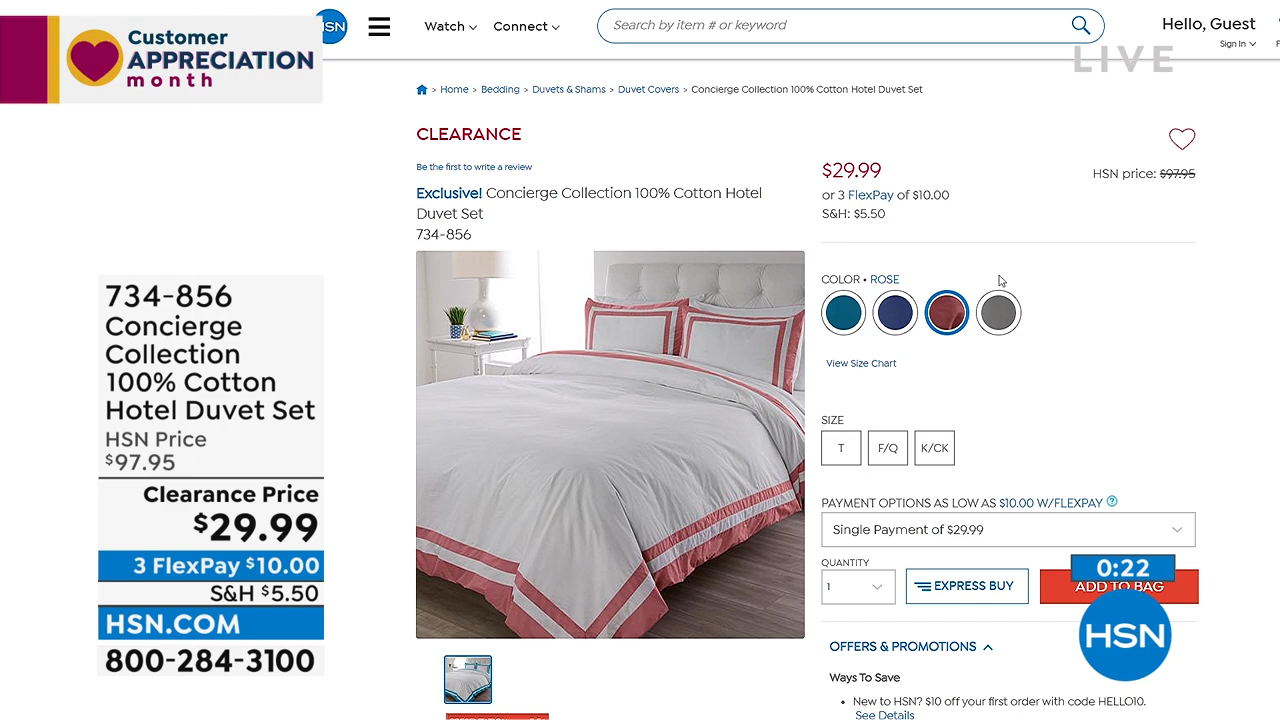 Customer
APPRECIATION
month
HSN
Watch
Connect
Search by item # or keyword
Hello, Guest
Sign In
LIVE
> Home > Bedding > Duvets & Shams > Duvet Covers > Concierge Collection 100% Cotton Hotel Duvet Set
CLEARANCE
Be the first to write a review
Exclusive! Concierge Collection 100% Cotton Hotel
Duvet Set
734-856
$29.99
HSN price: $97.95
or 3 FlexPay of $10.00
S&H: $5.50
COLOR • ROSE
View Size Chart
SIZE
T
F/Q
K/CK
PAYMENT OPTIONS AS LOW AS $10.00 W/FLEXPAY ?
Single Payment of $29.99
QUANTITY
1
EXPRESS BUY
0:22
ADD TO BAG
HSN
OFFERS & PROMOTIONS
Ways To Save
• New to HSN? $10 off your first order with code HELLO10.
See Details
734-856
Concierge
Collection
100% Cotton
Hotel Duvet Set
HSN Price
$97.95
Clearance Price
$29.99
3 FlexPay $10.00
S&H $5.50
HSN.COM
800-284-3100